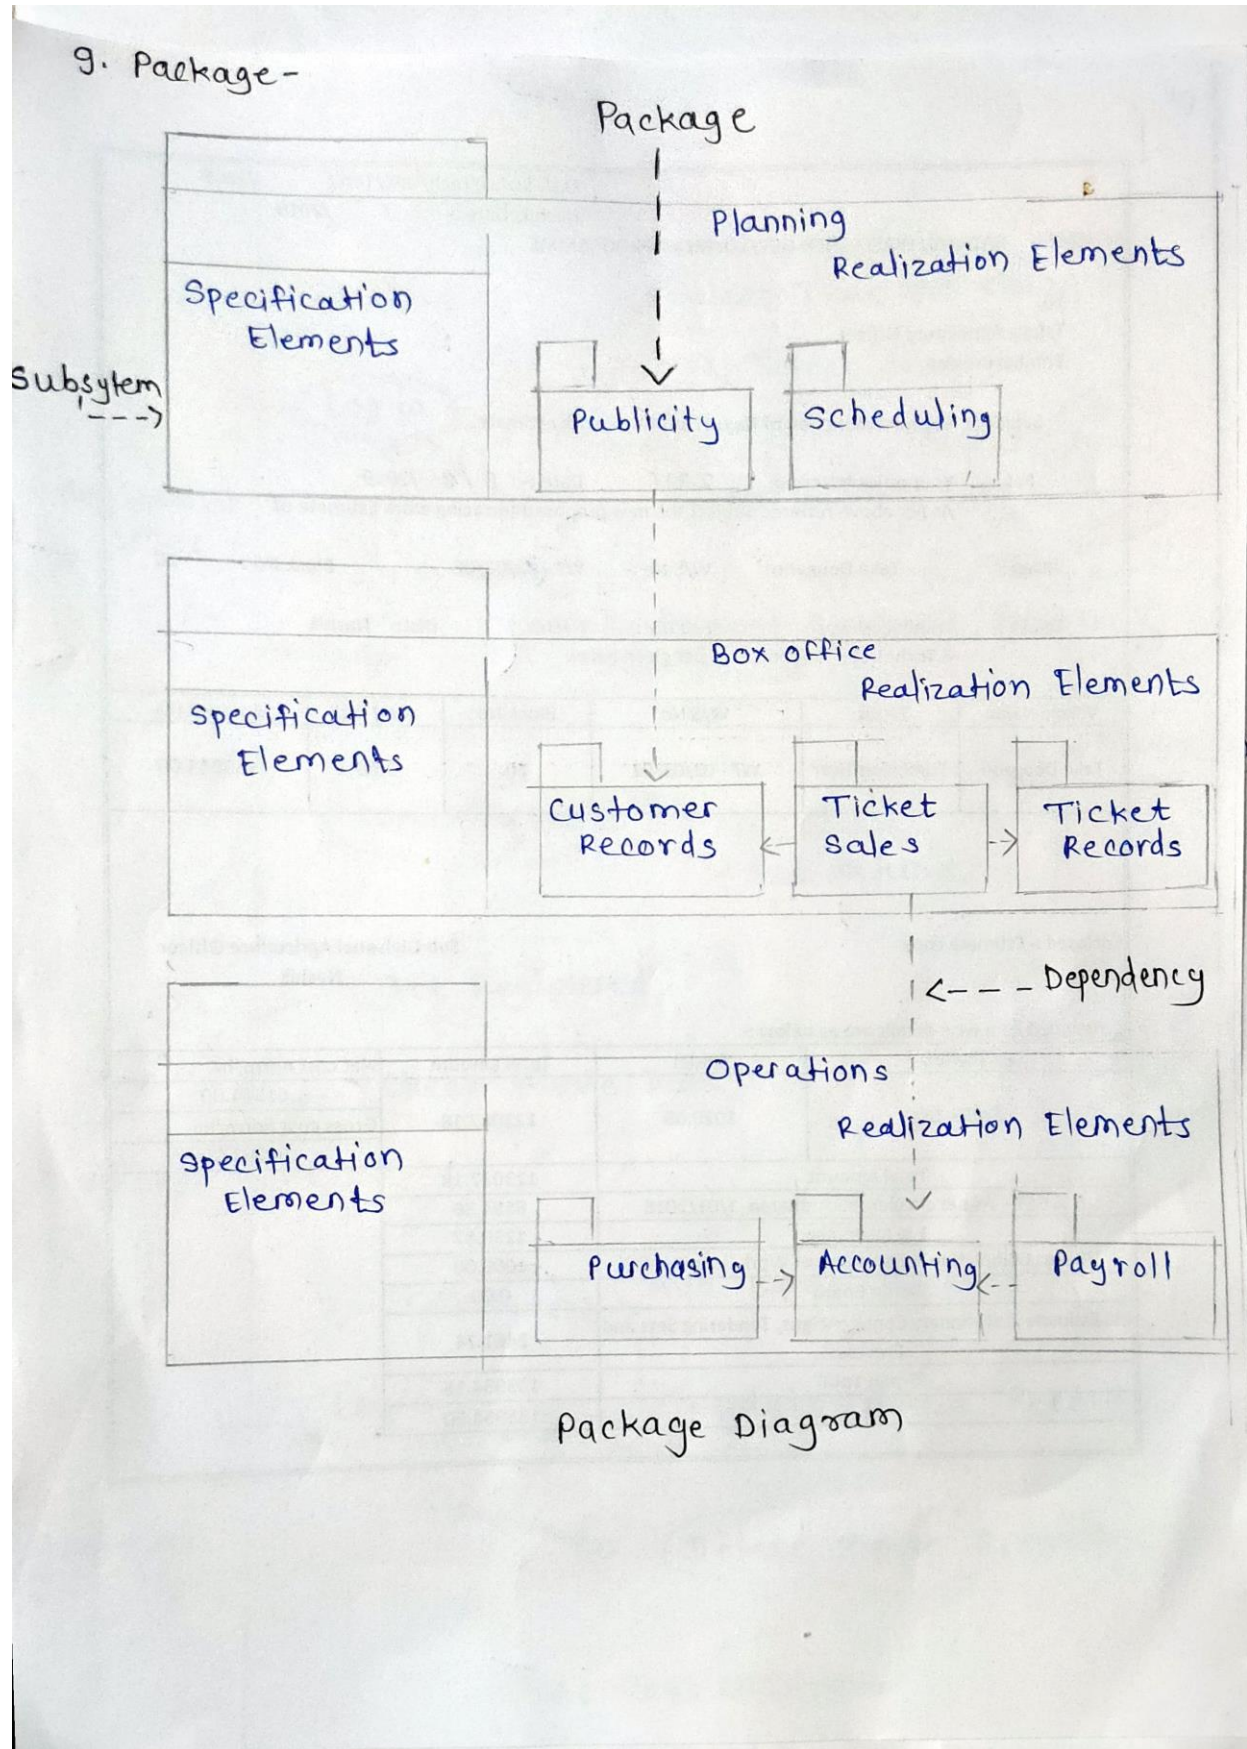 9. Package-
Package
Planning
Realization Elements
Specification
Elements
Subsytem
Publicity
Scheduling
Box office
Realization Elements
Specification
Elements
Customer
Records
Ticket
Sales
Ticket
Records
Dependency
Operations
Realization Elements
Specification
Elements
Purchasing
Accounting
Payroll
Package Diagram